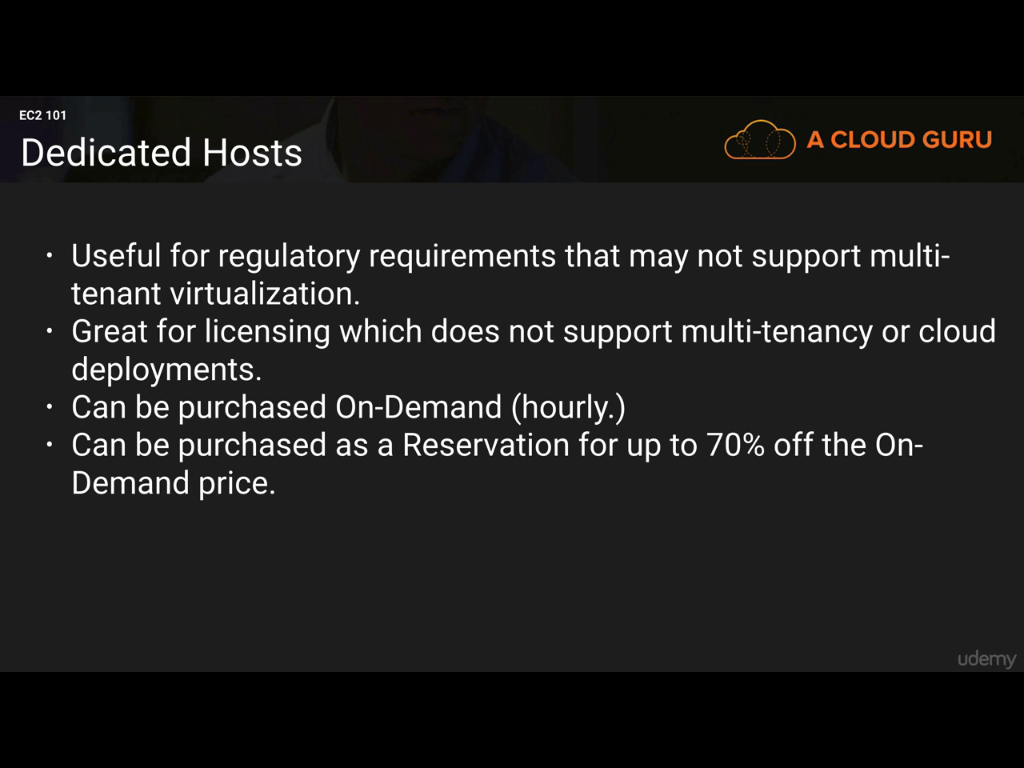 EC2 101
Dedicated Hosts
A CLOUD GURU
• Useful for regulatory requirements that may not support multi-
tenant virtualization.
• Great for licensing which does not support multi-tenancy or cloud
deployments.
• Can be purchased On-Demand (hourly.)
• Can be purchased as a Reservation for up to 70% off the On-
Demand price.
udemy